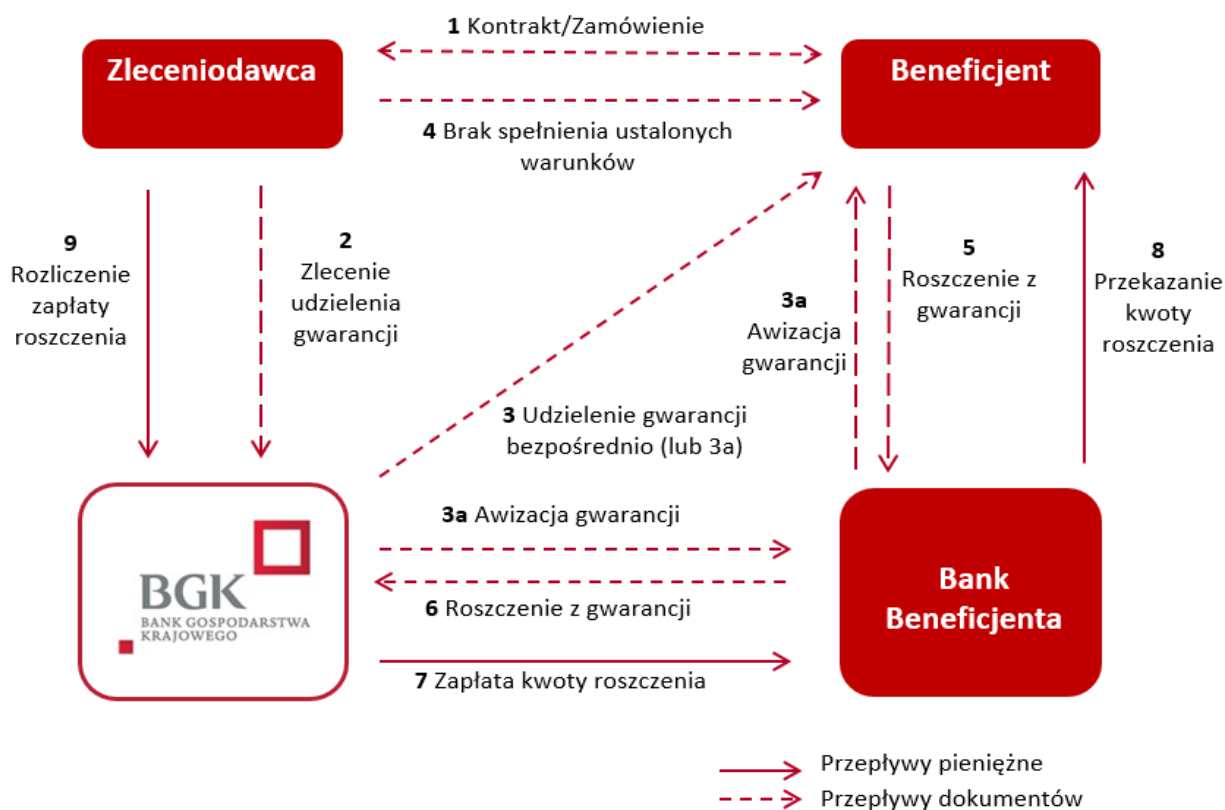 1 Kontrakt/Zamówienie
Zleceniodawca
Beneficjent
4 Brak spełnienia ustalonych
warunków
9
Rozliczenie
zapłaty
roszczenia
2
Zlecenie
udzielenia
gwarancji
3a
Awizacja
gwarancji
5
Roszczenie z
gwarancji
8
Przekazanie
kwoty
roszczenia
3 Udzielenie gwarancji
bezpośrednio (lub 3a)
BGK
BANK GOSPODARSTWA
KRAJOWEGO
3a Awizacja gwarancji
6 Roszczenie z gwarancji
7 Zapłata kwoty roszczenia
Bank
Beneficjenta
Przepływy pieniężne
Przepływy dokumentów